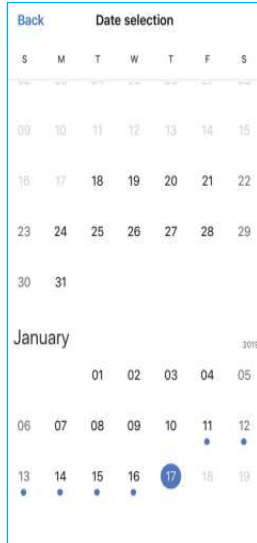 Back Date selection
S M T W T F S
09 10 11 12 13 14 15
16 17 18 19 20 21 22
23 24 25 26 27 28 29
30 31
January 2019
01 02 03 04 05
06 07 08 09 10 11 12
13 14 15 16 17 18 19